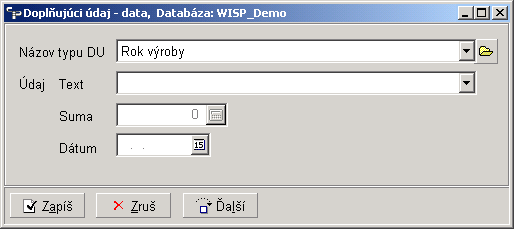 Doplňujúci údaj - data, Databáza: WISP_Demo
Názov typu DU Rok výroby
Údaj Text
Suma 0
Dátum . . 15
Zapíš Zruš Ďalší